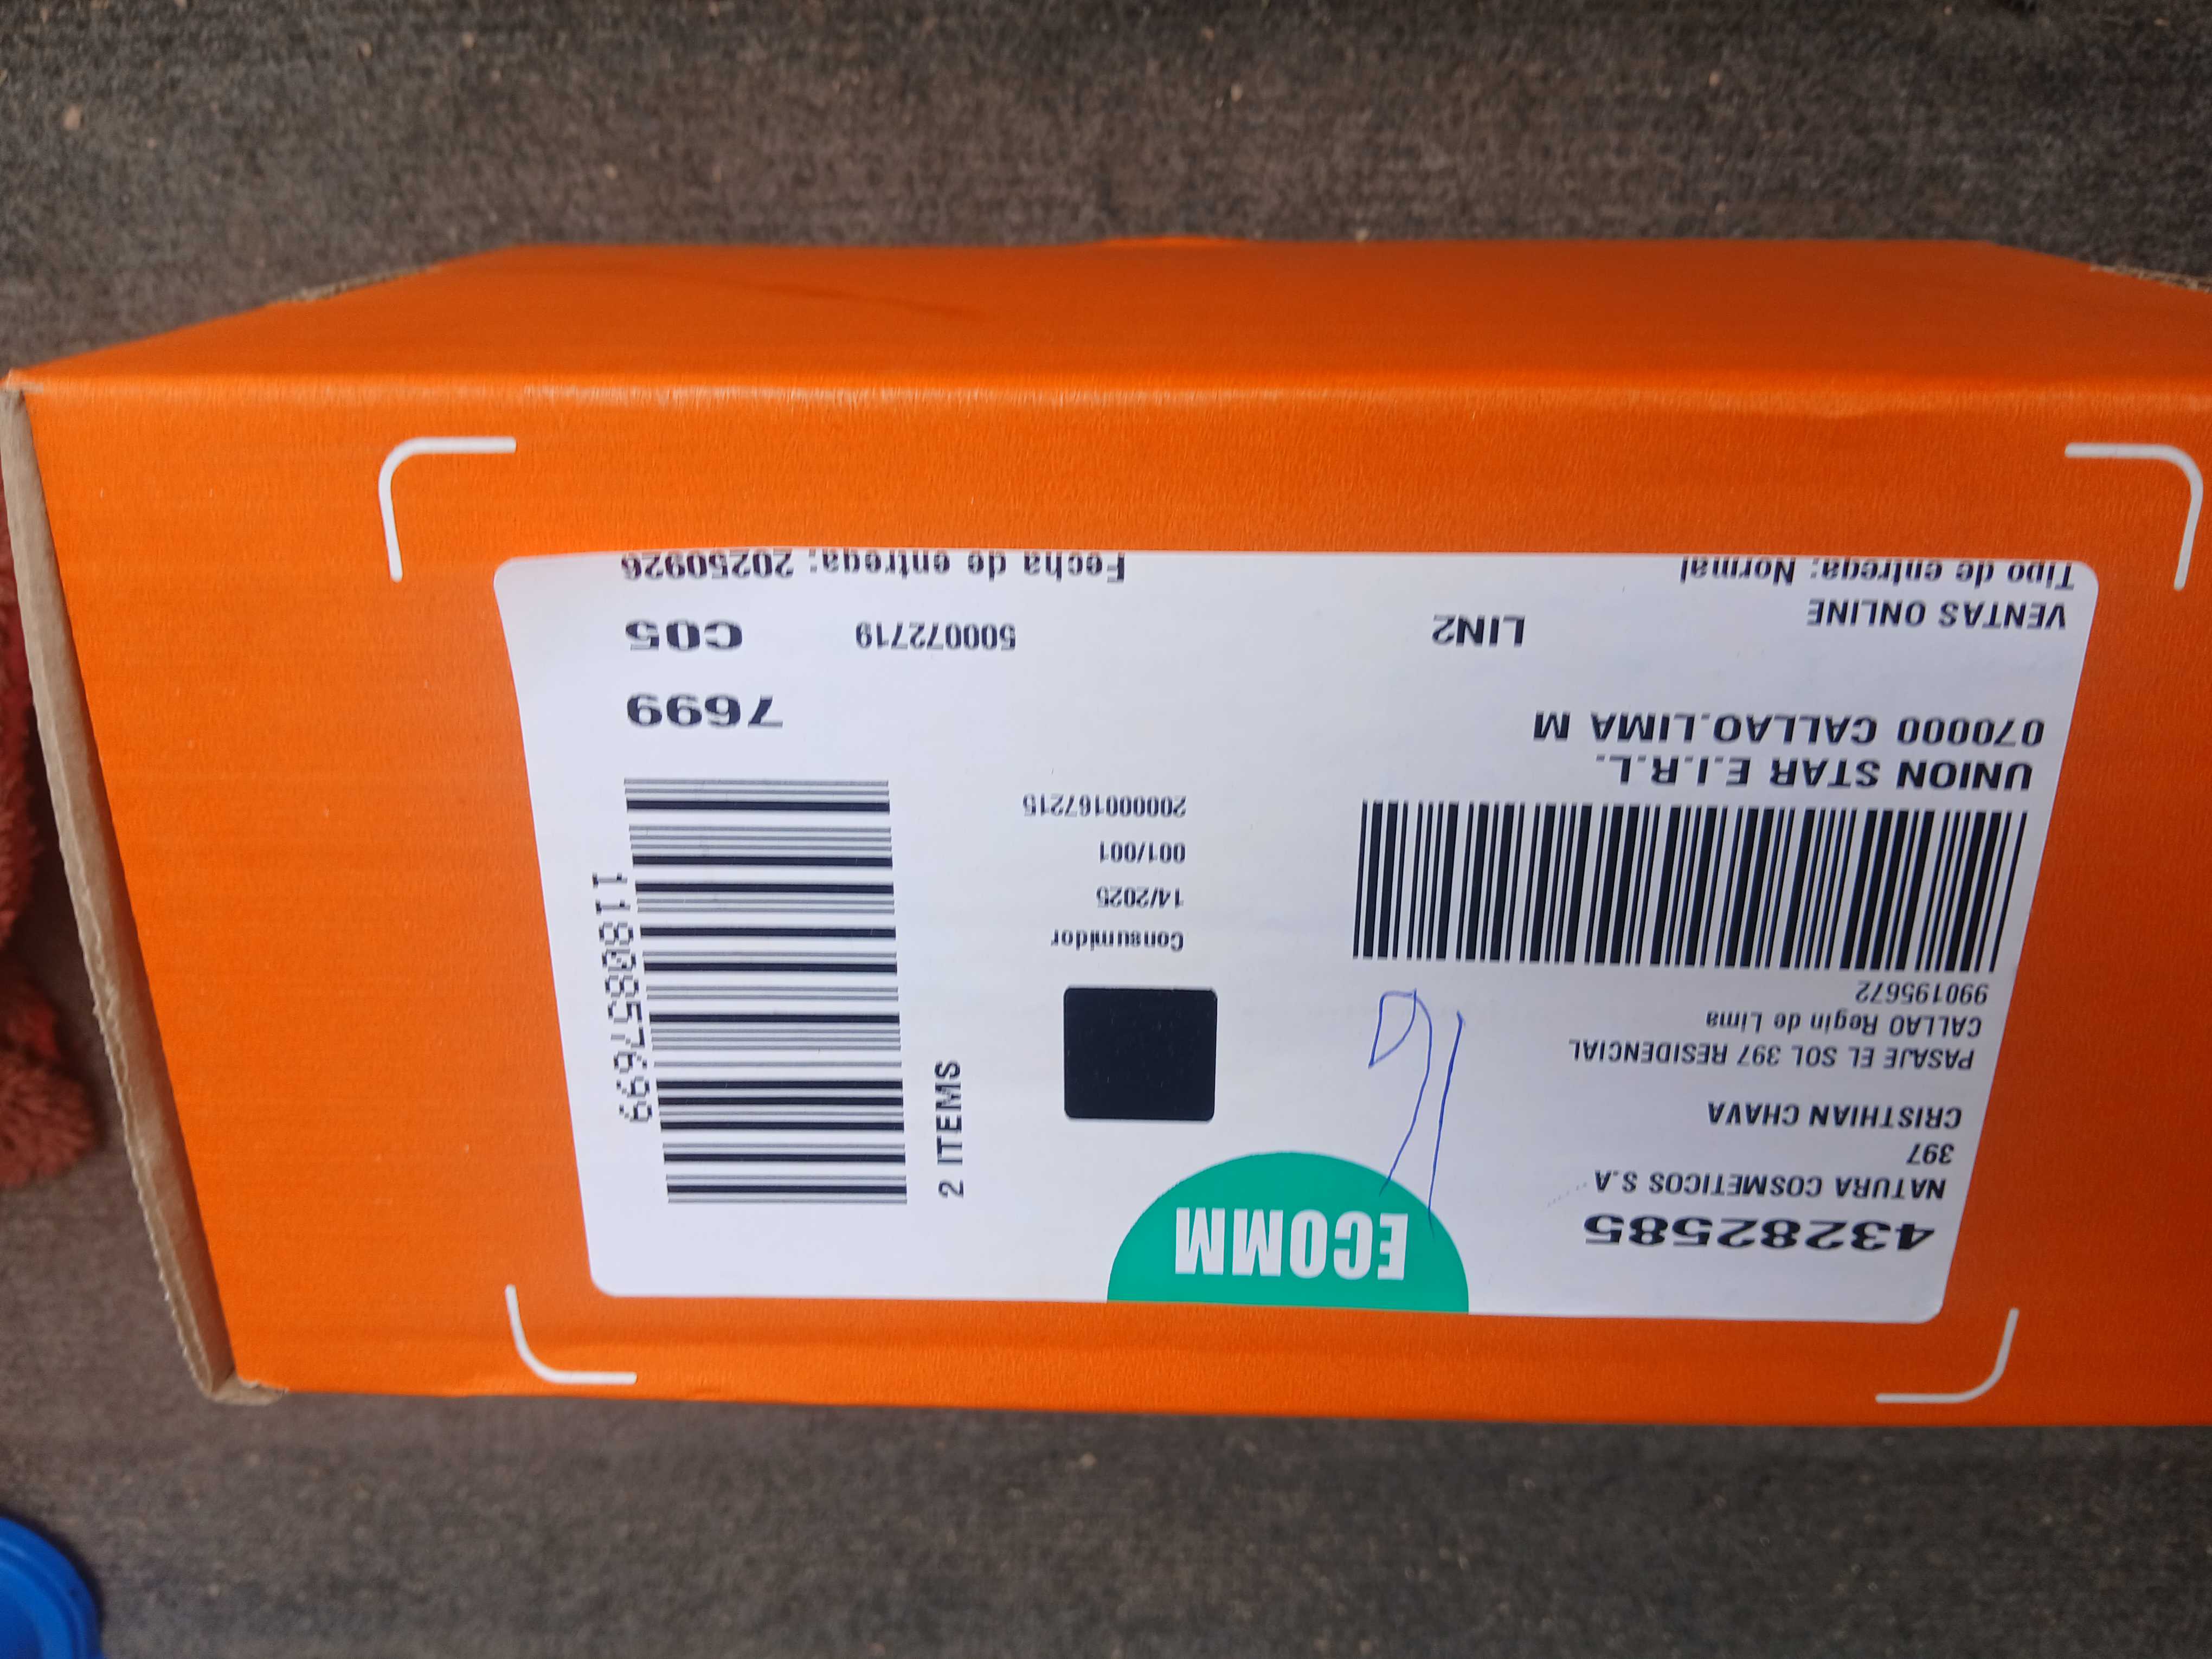 43282585
NATURA COSMETICOS S.A
397
CRISTHIAN CHAVA
PASAJE EL SOL 397 RESIDENCIAL
CALLAO Regin de Lima
990195672
UNION STAR E.I.R.L.
070000 CALLAO.LIMA M
VENTAS ONLINE
LIN2
Tipo de entrega: Normal
ECOMM
Consumidor
14/2025
001/001
200000167215
2 ITEMS
1180857699
7699
500072719
C05
Fecha de entrega: 20250926